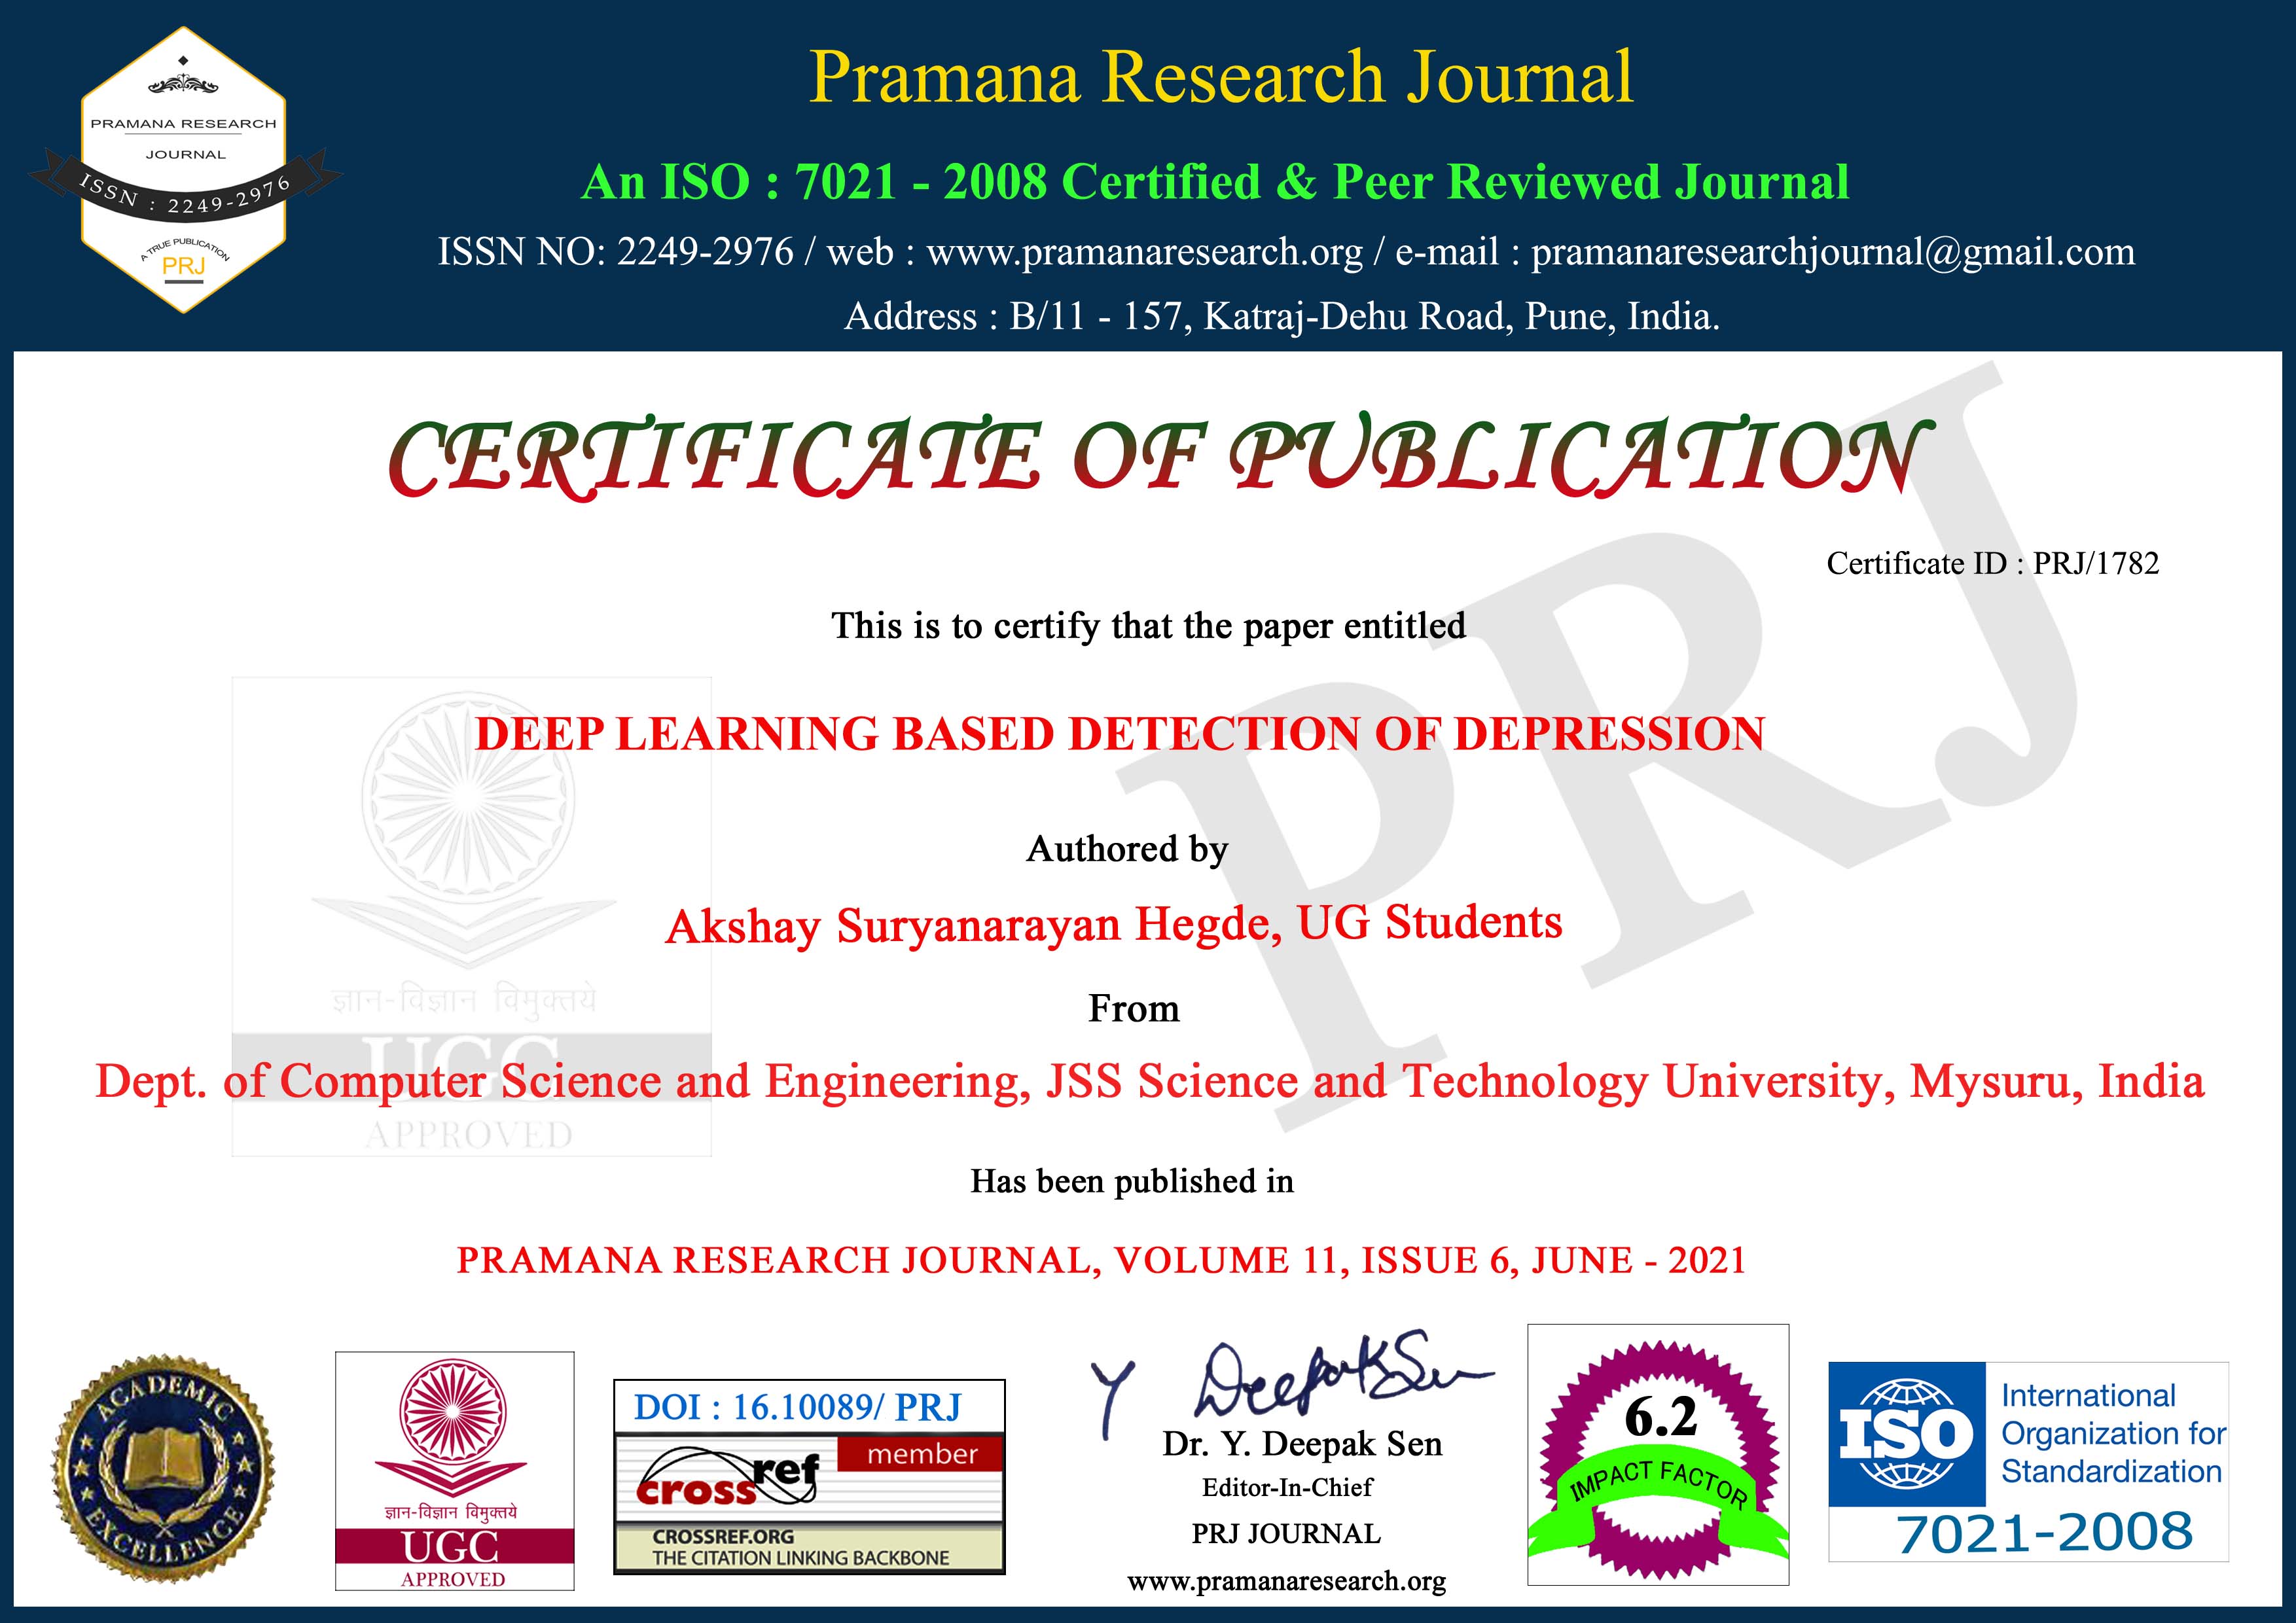 PRAMANA RESEARCH
JOURNAL
ISSN : 2249-2976
A TRUE PUBLICATION
PRJ
Pramana Research Journal
An ISO : 7021 - 2008 Certified & Peer Reviewed Journal
ISSN NO: 2249-2976 / web : www.pramanaresearch.org / e-mail : pramanaresearchjournal@gmail.com
Address : B/11 - 157, Katraj-Dehu Road, Pune, India.
CERTIFICATE OF PUBLICATION
Certificate ID : PRJ/1782
This is to certify that the paper entitled
DEEP LEARNING BASED DETECTION OF DEPRESSION
Authored by
Akshay Suryanarayan Hegde, UG Students
From
Dept. of Computer Science and Engineering, JSS Science and Technology University, Mysuru, India
Has been published in
PRAMANA RESEARCH JOURNAL, VOLUME 11, ISSUE 6, JUNE - 2021
PRJ
ज्ञान-विज्ञान विमुक्तये
UGC
APPROVED
ACADEMIC
EXCELLENCE
ज्ञान-विज्ञान विमुक्तये
UGC
APPROVED
DOI : 16.10089/ PRJ
member
crossref
CROSSREF.ORG
THE CITATION LINKING BACKBONE
Y DeepakSen
Dr. Y. Deepak Sen
Editor-In-Chief
PRJ JOURNAL
www.pramanaresearch.org
6.2
IMPACT FACTOR
ISO
International
Organization for
Standardization
7021-2008